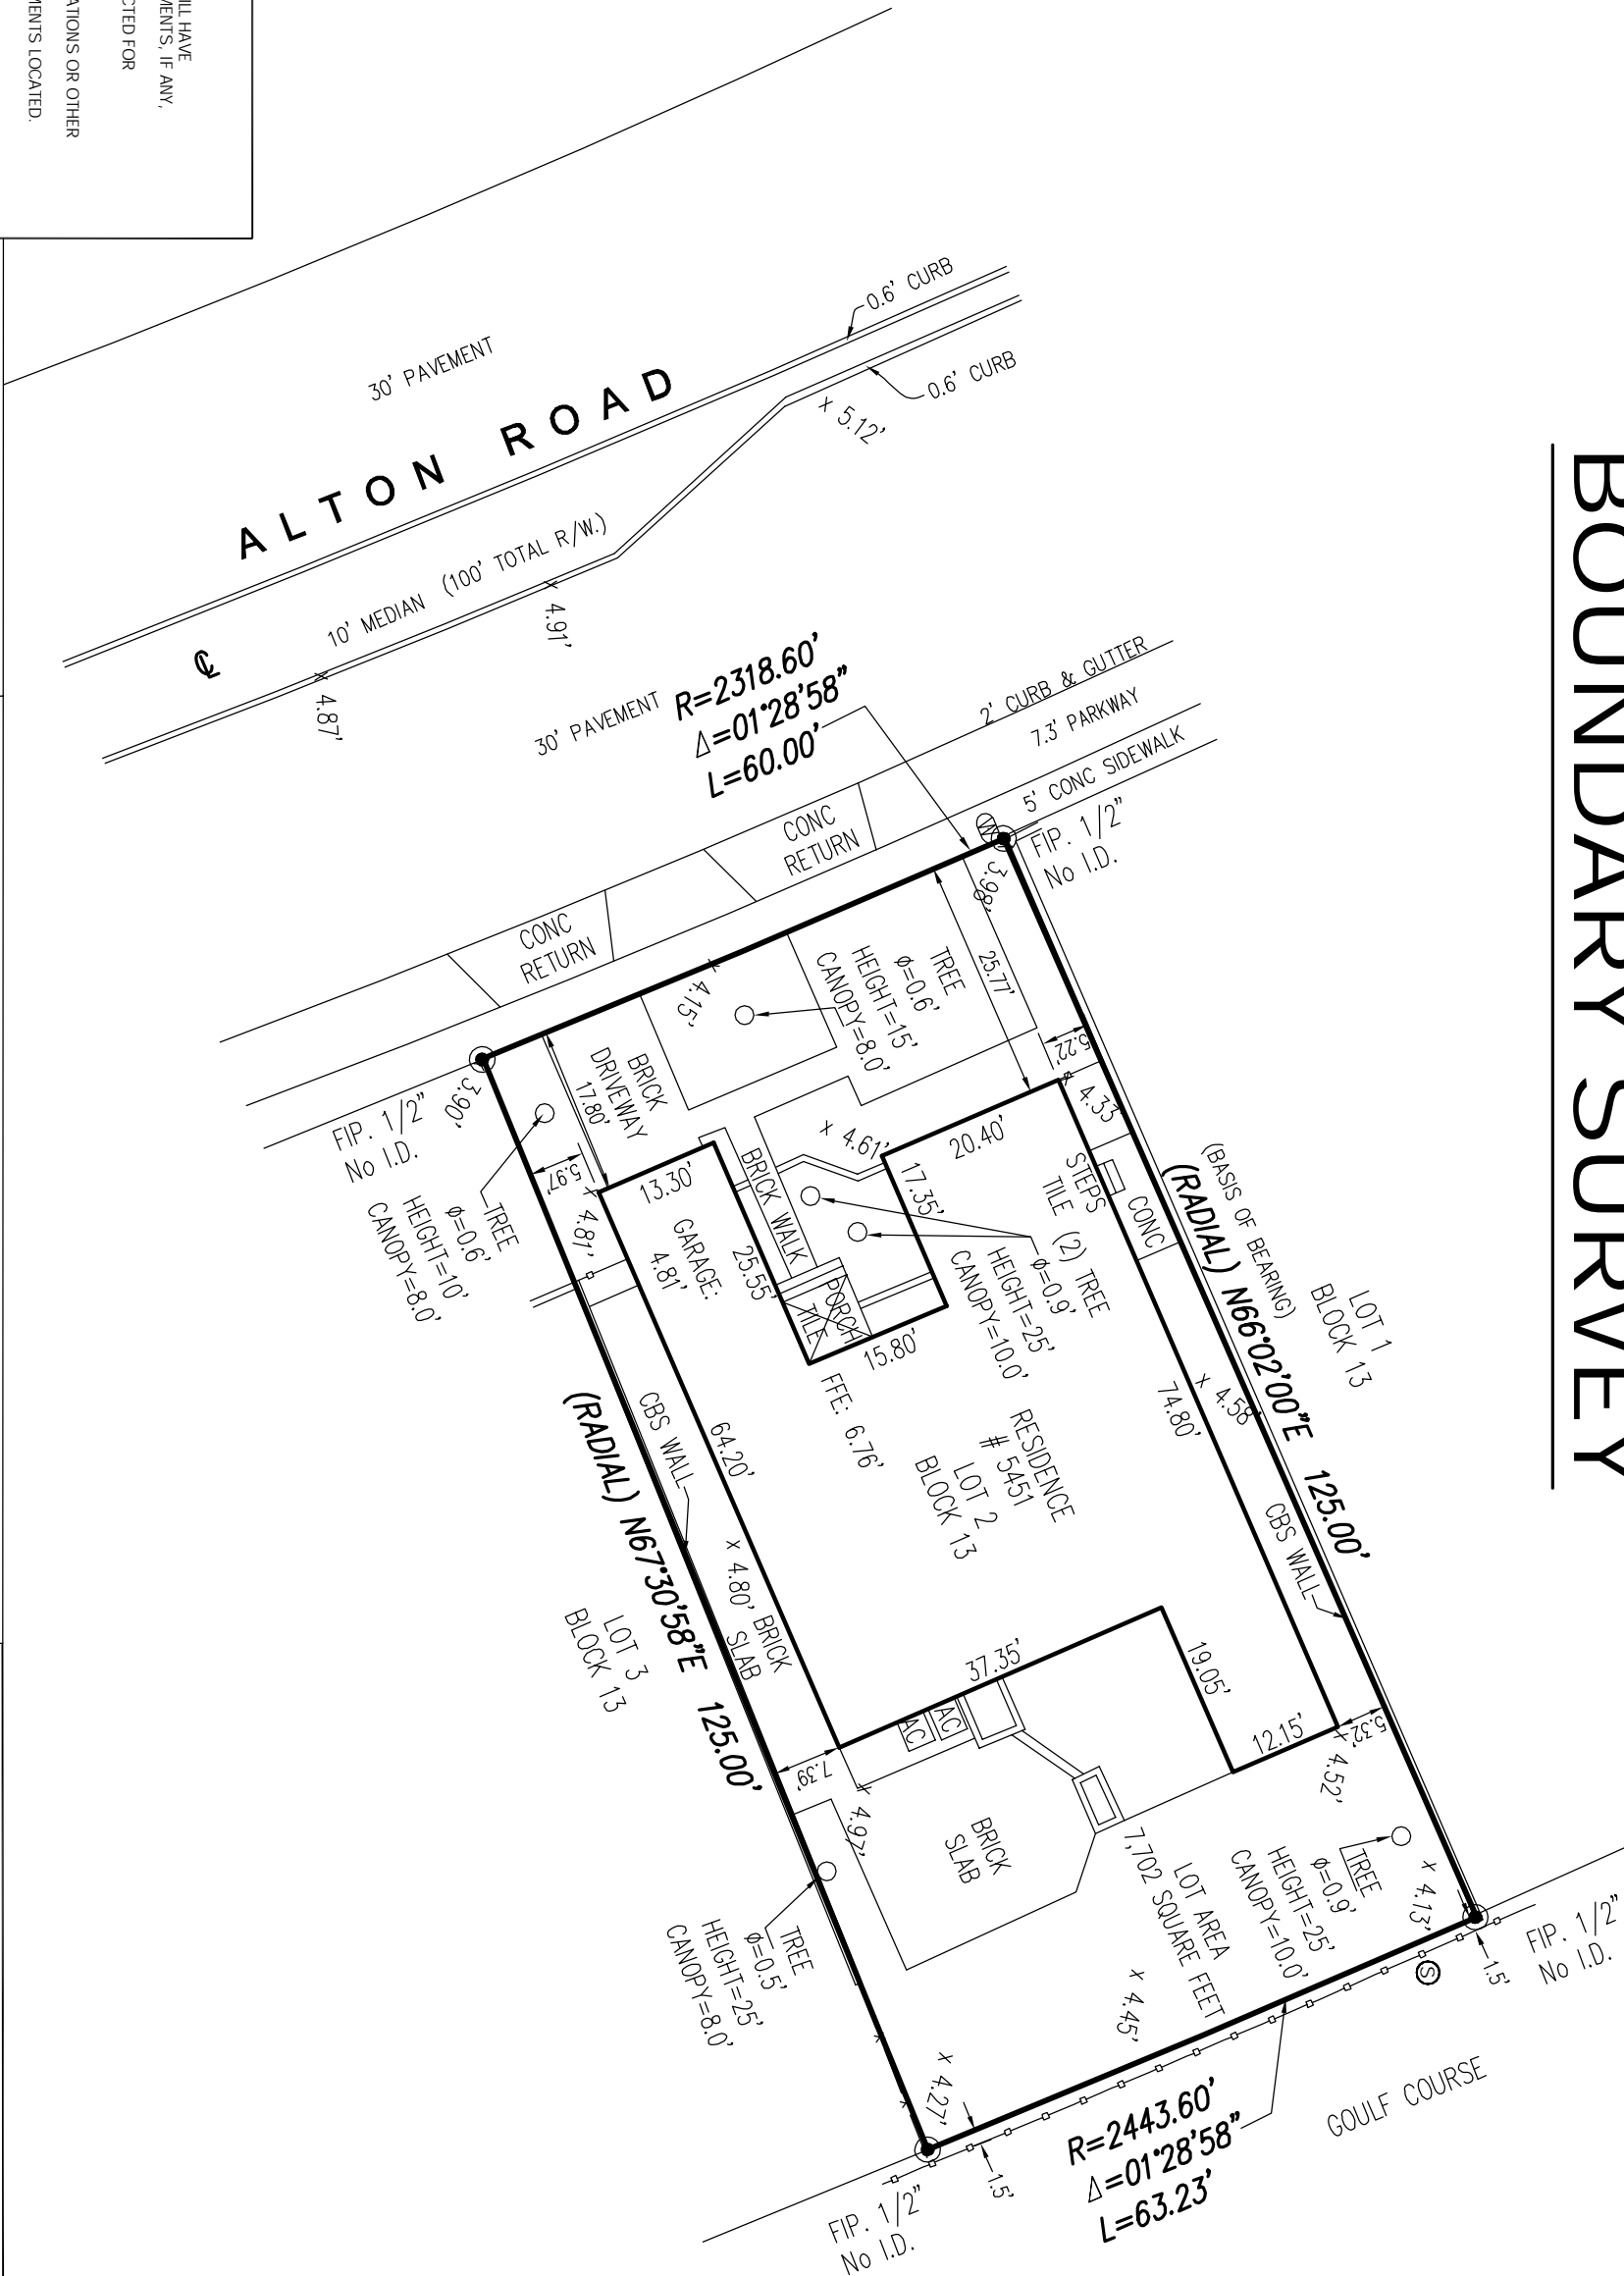 BOUNDARY SURVEY
ILL HAVE
MENTS, IF ANY,
CTED FOR
ATIONS OR OTHER
MENTS LOCATED.
30' PAVEMENT
ALTON ROAD
0.6' CURB
0.6' CURB
x 5.12'
10' MEDIAN (100' TOTAL R/W.)
x 4.91'
x 4.87'
30' PAVEMENT
R=2318.60'
Δ=01°28'58"
L=60.00'
2' CURB & GUTTER
7.3' PARKWAY
5' CONC SIDEWALK
FIP. 1/2"
No I.D.
W
3.98'
CONC
RETURN
CONC
RETURN
25.77'
TREE
ϕ=0.6'
HEIGHT=15'
CANOPY=8.0'
x 4.15'
5.22'
x 4.33'
BRICK
DRIVEWAY
17.80'
3.90'
FIP. 1/2"
No I.D.
TREE
ϕ=0.6'
HEIGHT=10'
CANOPY=8.0'
5.97'
x 4.87'
13.30'
GARAGE:
4.81'
25.55'
BRICK WALK
x 4.61'
17.35'
20.40'
STEPS
TILE
CONC
(2) TREE
ϕ=0.9'
HEIGHT=25'
CANOPY=10.0'
PORCH
TILE
15.80'
FFE: 6.76'
(BASIS OF BEARING)
(RADIAL) N66°02'00"E 125.00'
LOT 1
BLOCK 13
74.80'
x 4.58'
CBS WALL
RESIDENCE
# 5451
LOT 2
BLOCK 13
64.20'
CBS WALL
(RADIAL) N67°30'58"E 125.00'
x 4.80'
BRICK
SLAB
LOT 3
BLOCK 13
37.35'
19.05'
12.15'
5.32'
x 4.52'
AC
AC
7.39'
x 4.97'
BRICK
SLAB
LOT AREA
7,702 SQUARE FEET
TREE
ϕ=0.9'
HEIGHT=25'
CANOPY=10.0'
x 4.13'
S
1.5'
FIP. 1/2"
No I.D.
TREE
ϕ=0.5'
HEIGHT=25'
CANOPY=8.0'
x 4.45'
x 4.27'
1.5'
FIP. 1/2"
No I.D.
R=2443.60'
Δ=01°28'58"
L=63.23'
GOULF COURSE